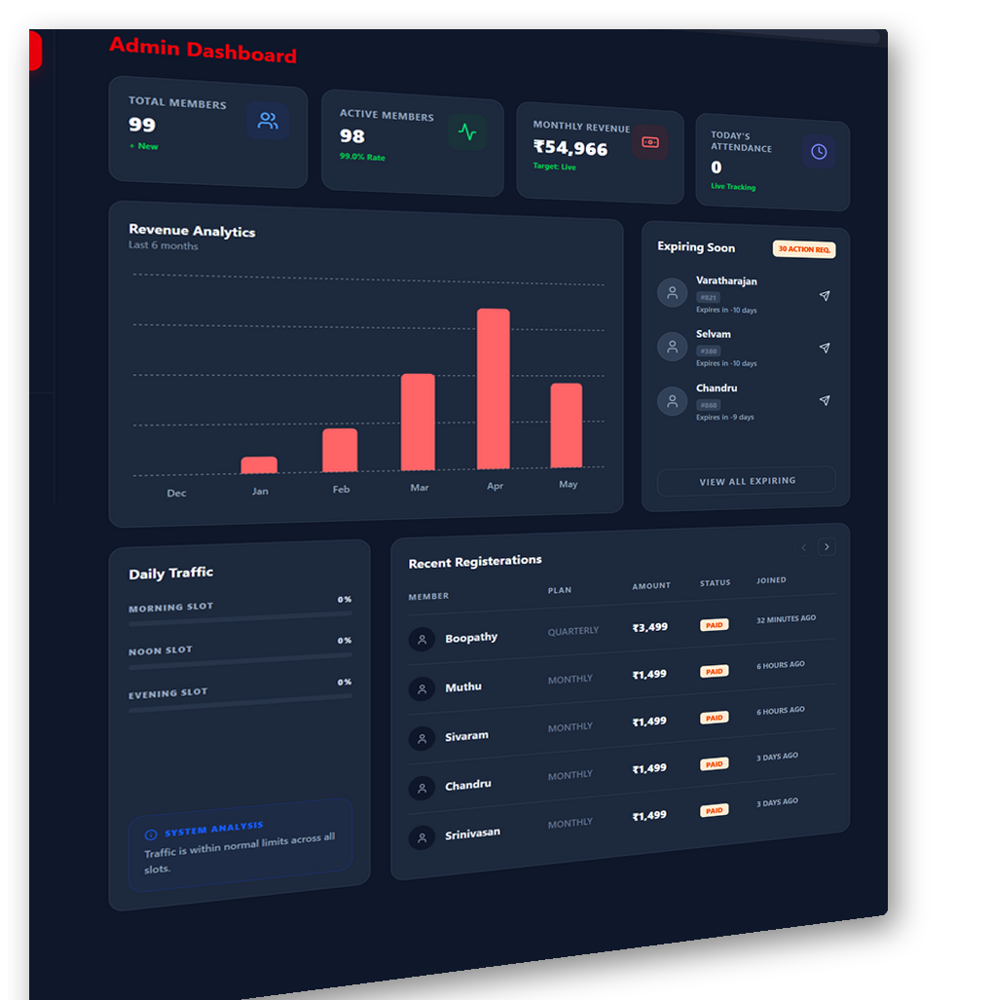 Admin Dashboard
TOTAL MEMBERS
99
+ New
ACTIVE MEMBERS
98
99.0% Rate
MONTHLY REVENUE
₹54,966
Target: Live
TODAY'S
ATTENDANCE
0
Live Tracking
Revenue Analytics
Last 6 months
Dec Jan Feb Mar Apr May
Expiring Soon
30 ACTION REQ.
Varatharajan
#821
Expires in -10 days
Selvam
Expires in -10 days
Chandru
Expires in -9 days
VIEW ALL EXPIRING
Daily Traffic
MORNING SLOT 0%
NOON SLOT 0%
EVENING SLOT 0%
SYSTEM ANALYSIS
Traffic is within normal limits across all
slots.
Recent Registerations
MEMBER PLAN AMOUNT STATUS JOINED
Boopathy QUARTERLY ₹3,499 PAID 32 MINUTES AGO
Muthu MONTHLY ₹1,499 PAID 6 HOURS AGO
Sivaram MONTHLY ₹1,499 PAID 6 HOURS AGO
Chandru MONTHLY ₹1,499 PAID 3 DAYS AGO
Srinivasan MONTHLY ₹1,499 PAID 3 DAYS AGO